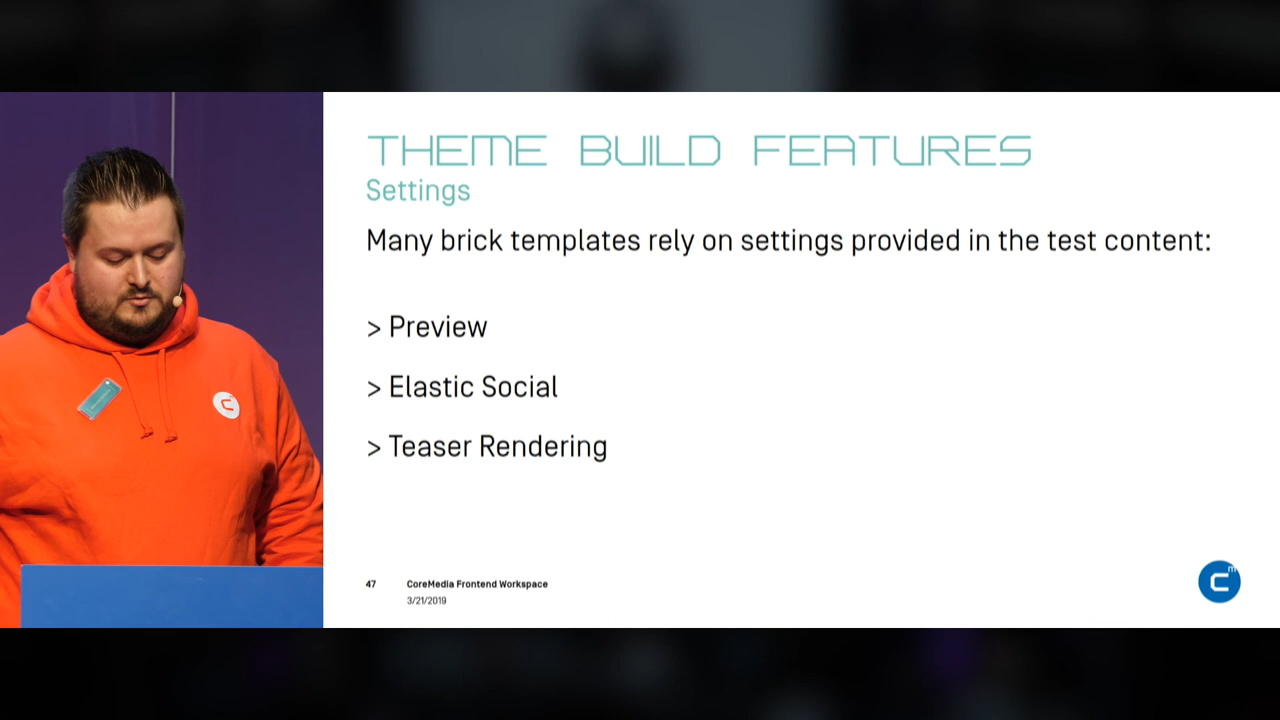 THEME BUILD FEATURES
Settings
Many brick templates rely on settings provided in the test content:
> Preview
> Elastic Social
> Teaser Rendering
47 CoreMedia Frontend Workspace
3/21/2019